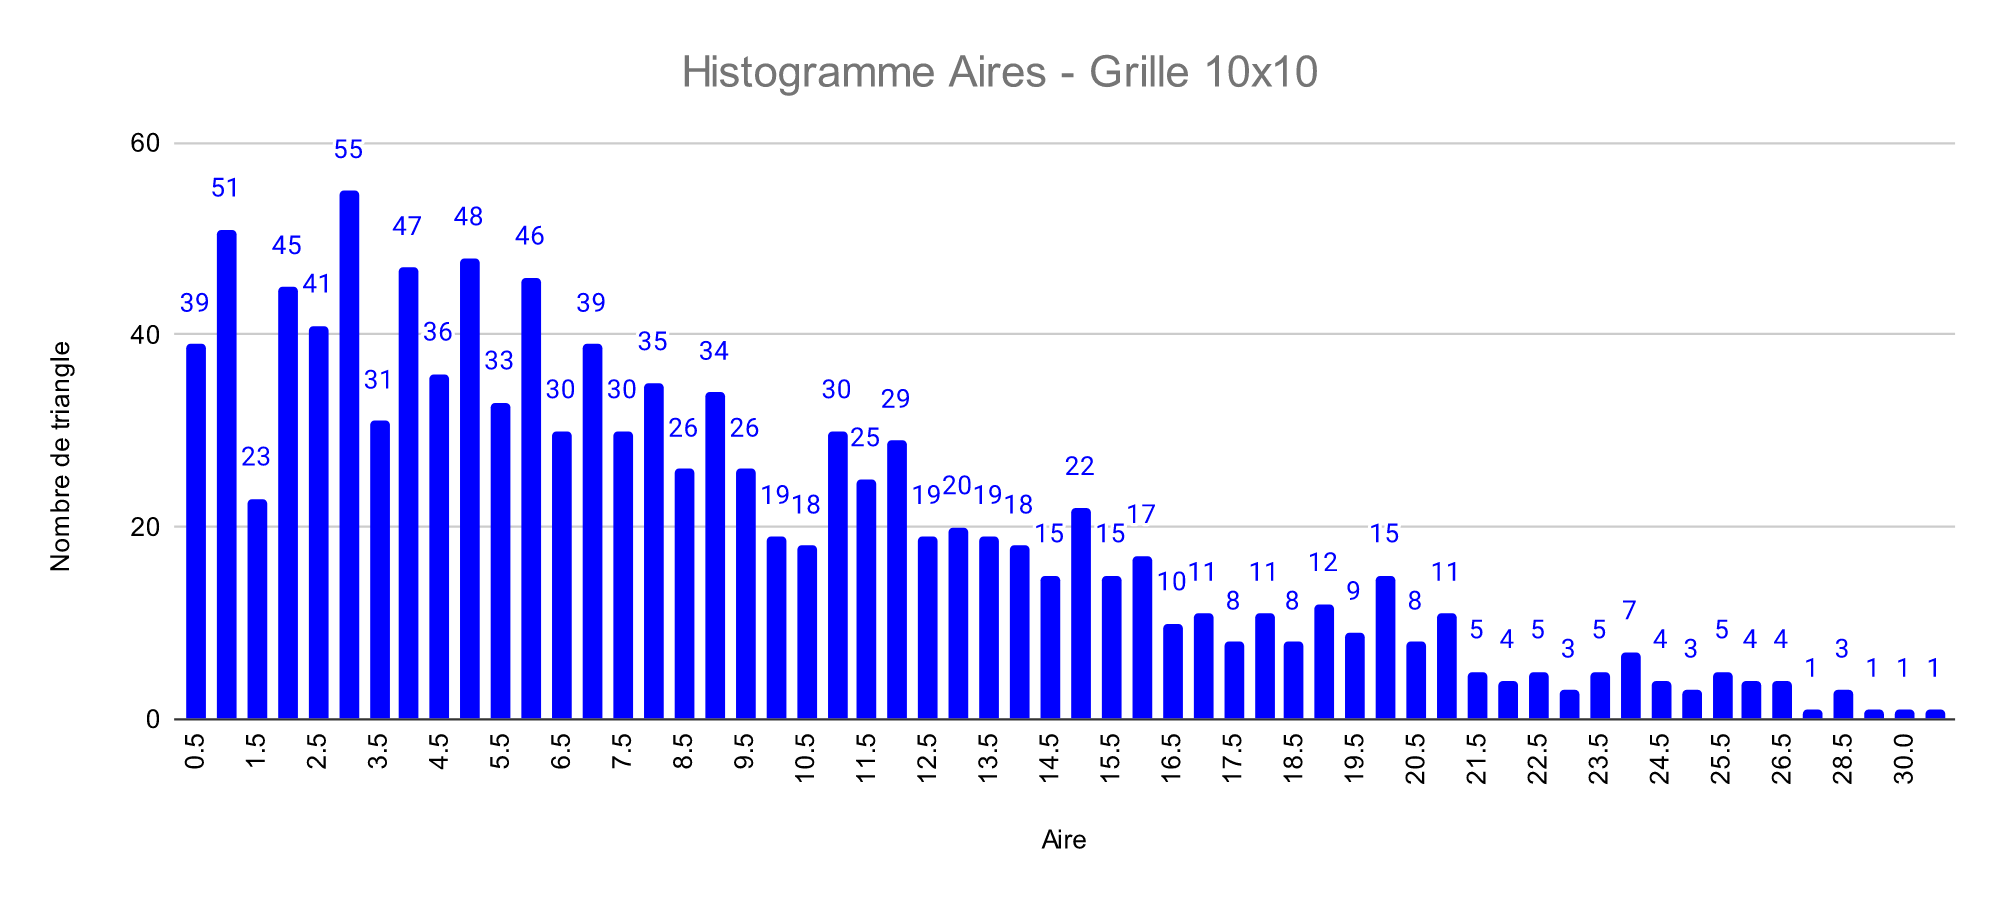 Histogramme Aires - Grille 10x10
Nombre de triangle
60
40
20
0
39 51 23 45 41 55 31 47 36 48 33 46 30 39 30 35 26 34 26 19 18 30 25 29 19 20 19 18 15 22 15 17 10 11 8 11 8 12 9 15 8 11 5 4 5 3 5 7 4 3 5 4 4 1 3 1 1 1
0.5 1.5 2.5 3.5 4.5 5.5 6.5 7.5 8.5 9.5 10.5 11.5 12.5 13.5 14.5 15.5 16.5 17.5 18.5 19.5 20.5 21.5 22.5 23.5 24.5 25.5 26.5 28.5 30.0
Aire